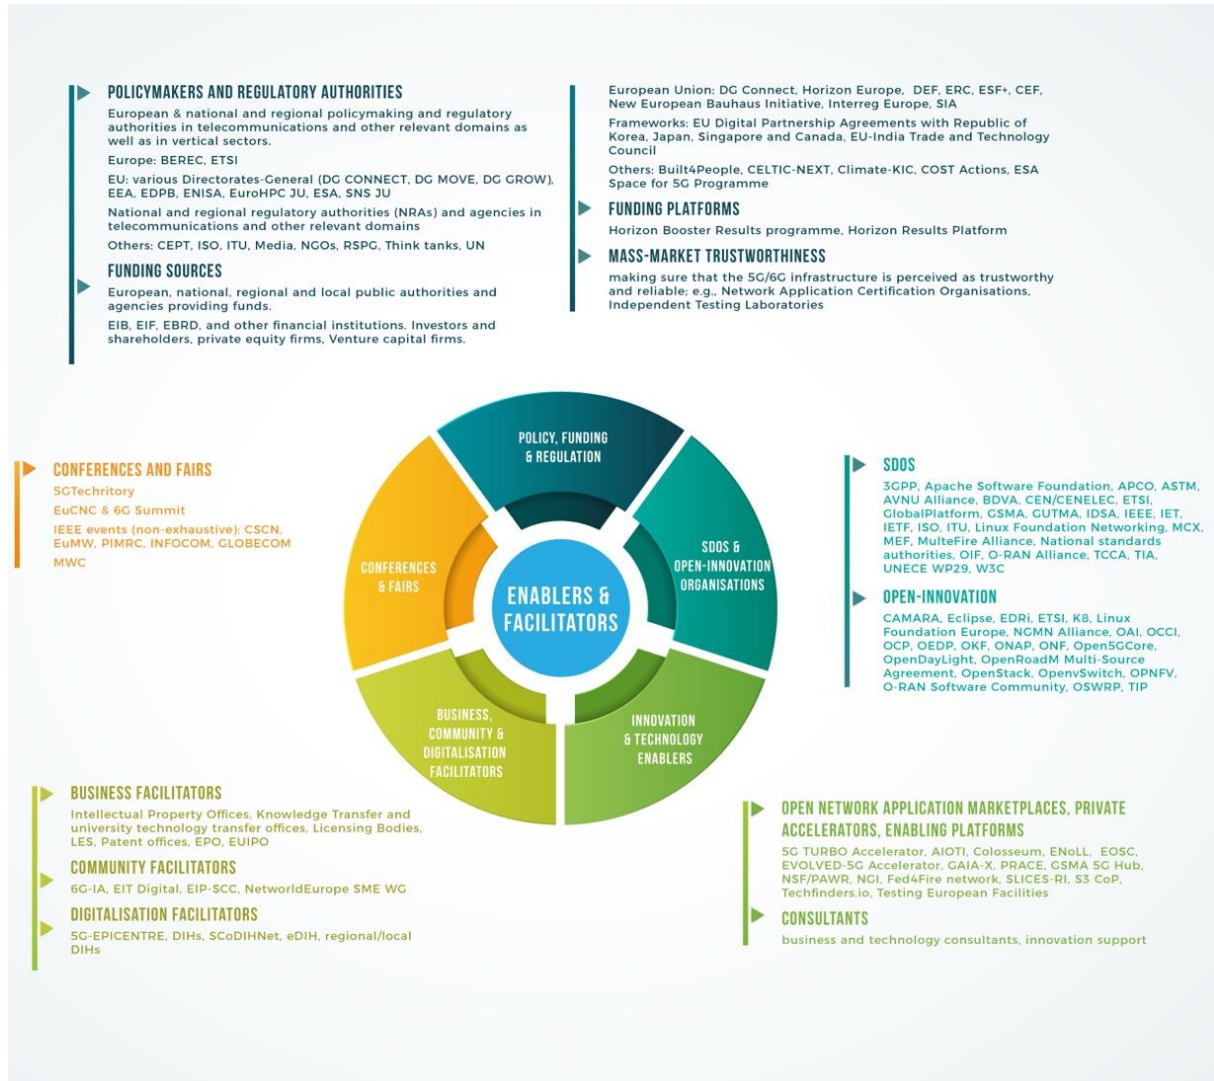 POLICYMAKERS AND REGULATORY AUTHORITIES
European & national and regional policymaking and regulatory
authorities in telecommunications and other relevant domains as
well as in vertical sectors.
Europe: BEREC, ETSI
EU: various Directorates-General (DG CONNECT, DG MOVE, DG GROW),
EEA, EDPB, ENISA, EuroHPC JU, ESA, SNS JU
National and regional regulatory authorities (NRAs) and agencies in
telecommunications and other relevant domains
Others: CEPT, ISO, ITU, Media, NGOs, RSPG, Think tanks, UN
FUNDING SOURCES
European, national, regional and local public authorities and
agencies providing funds.
EIB, EIF, EBRD, and other financial institutions. Investors and
shareholders, private equity firms, Venture capital firms.
European Union: DG Connect, Horizon Europe, DEF, ERC, ESF+, CEF,
New European Bauhaus Initiative, Interreg Europe, SIA
Frameworks: EU Digital Partnership Agreements with Republic of
Korea, Japan, Singapore and Canada, EU-India Trade and Technology
Council
Others: Built4People, CELTIC-NEXT, Climate-KIC, COST Actions, ESA
Space for 5G Programme
FUNDING PLATFORMS
Horizon Booster Results programme, Horizon Results Platform
MASS-MARKET TRUSTWORTHINESS
making sure that the 5G/6G infrastructure is perceived as trustworthy
and reliable; e.g., Network Application Certification Organisations,
Independent Testing Laboratories
POLICY, FUNDING
& REGULATION
CONFERENCES AND FAIRS
5GTechritory
EuCNC & 6G Summit
IEEE events (non-exhaustive): CSCN,
EuMW, PIMRC, INFOCOM, GLOBECOM
MWC
CONFERENCES
& FAIRS
ENABLERS &
FACILITATORS
SDOS &
OPEN-INNOVATION
ORGANISATIONS
SDOS
3GPP, Apache Software Foundation, APCO, ASTM,
AVNU Alliance, BDVA, CEN/CENELEC, ETSI,
GlobalPlatform, GSMA, GUTMA, IDSA, IEEE, IET,
IETF, ISO, ITU, Linux Foundation Networking, MCX,
MEF, MulteFire Alliance, National standards
authorities, OIF, O-RAN Alliance, TCCA, TIA,
UNECE WP29, W3C
OPEN-INNOVATION
CAMARA, Eclipse, EDRi, ETSI, K8, Linux
Foundation Europe, NGMN Alliance, OAI, OCCI,
OCP, OEDP, OKF, ONAP, ONF, Open5GCore,
OpenDayLight, OpenRoadM Multi-Source
Agreement, OpenStack, OpenvSwitch, OPNFV,
O-RAN Software Community, OSWRP, TIP
BUSINESS,
COMMUNITY &
DIGITALISATION
FACILITATORS
INNOVATION
& TECHNOLOGY
ENABLERS
BUSINESS FACILITATORS
Intellectual Property Offices, Knowledge Transfer and
university technology transfer offices, Licensing Bodies,
LES, Patent offices, EPO, EUIPO
COMMUNITY FACILITATORS
6G-IA, EIT Digital, EIP-SCC, NetworldEurope SME WG
DIGITALISATION FACILITATORS
5G-EPICENTRE, DIHs, SCoDIHNet, eDIH, regional/local
DIHs
OPEN NETWORK APPLICATION MARKETPLACES, PRIVATE
ACCELERATORS, ENABLING PLATFORMS
5G TURBO Accelerator, AIOTI, Colosseum, ENoLL, EOSC,
EVOLVED-5G Accelerator, GAIA-X, PRACE, GSMA 5G Hub,
NSF/PAWR, NGI, Fed4Fire network, SLICES-RI, S3 CoP,
Techfinders.io, Testing European Facilities
CONSULTANTS
business and technology consultants, innovation support